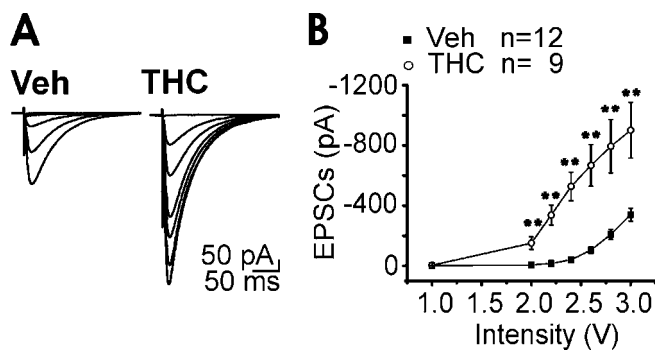 A
Veh THC
50 pA
50 ms
B
Veh n=12
THC n= 9
-1200
-800
-400
0
EPSCs (pA)
** ** ** ** ** **
1.0 1.5 2.0 2.5 3.0
Intensity (V)